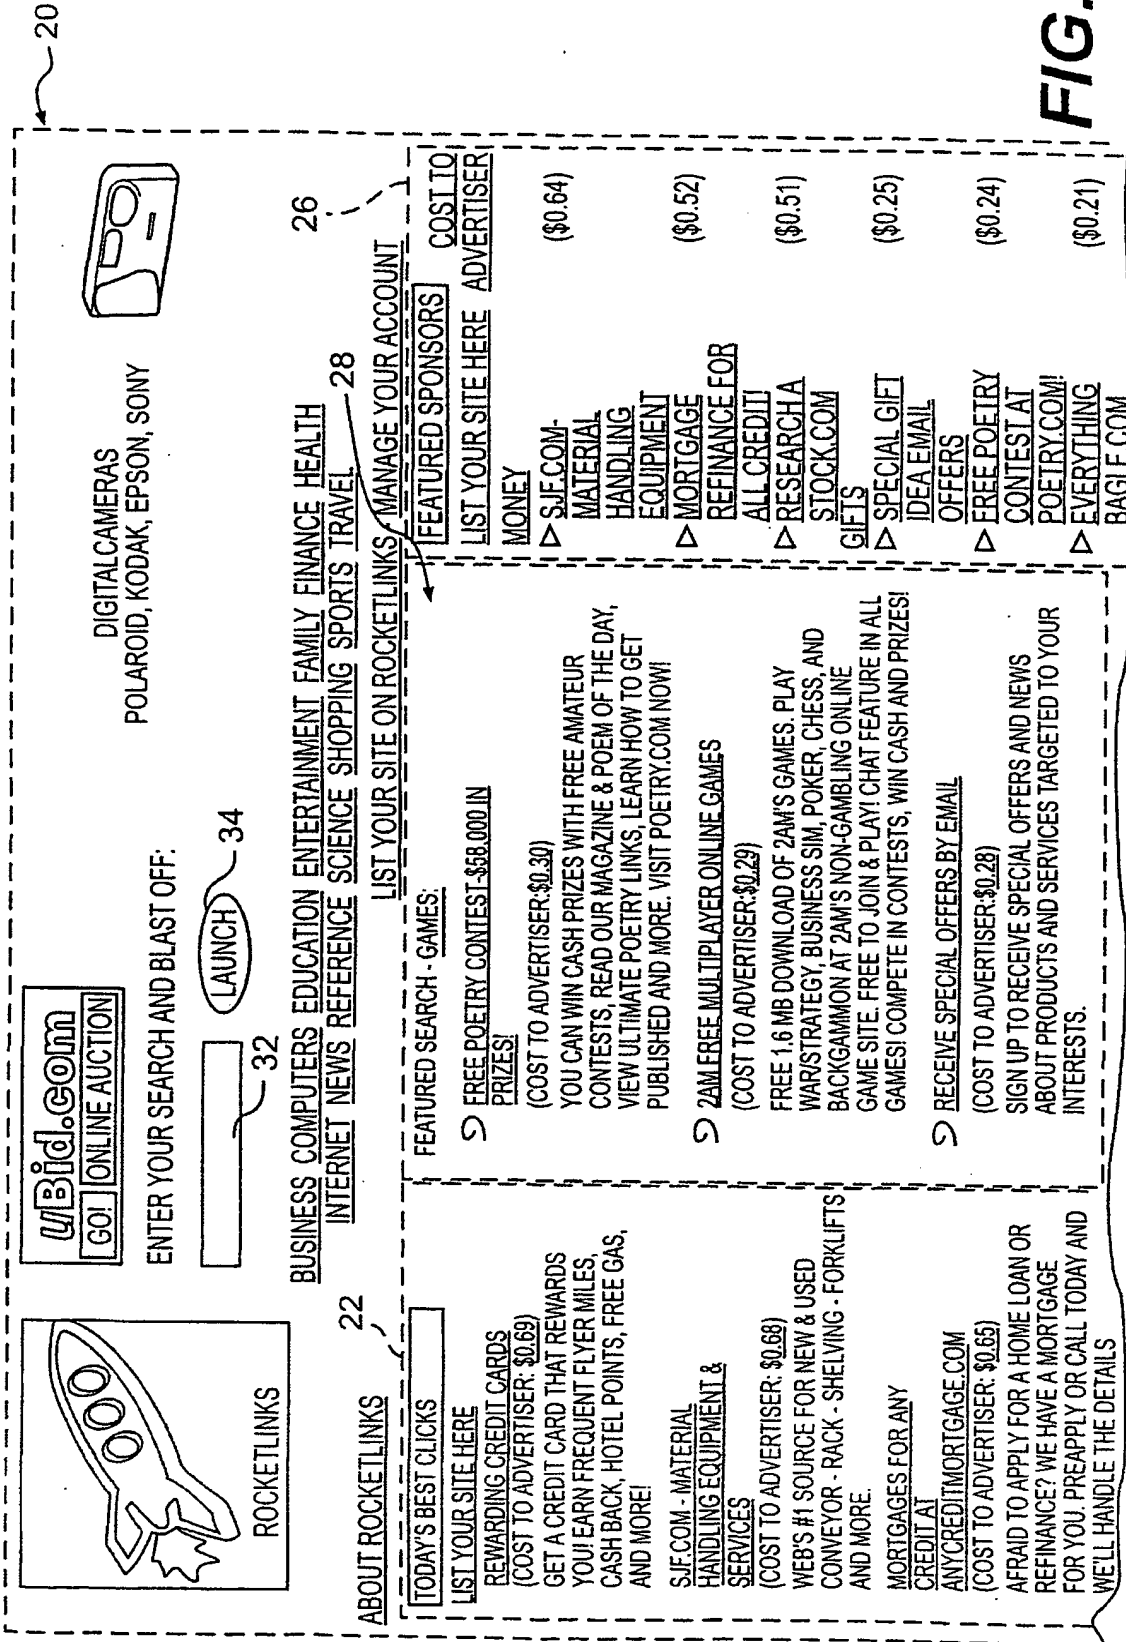 20
uBid.com
GO! ONLINE AUCTION
DIGITALCAMERAS
POLAROID, KODAK, EPSON, SONY
ROCKETLINKS
ENTER YOUR SEARCH AND BLAST OFF:
LAUNCH
34
32
BUSINESS COMPUTERS EDUCATION ENTERTAINMENT FAMILY FINANCE HEALTH
INTERNET NEWS REFERENCE SCIENCE SHOPPING SPORTS TRAVEL
ABOUT ROCKETLINKS
LIST YOUR SITE ON ROCKETLINKS - MANAGE YOUR ACCOUNT
22
28
26
TODAY'S BEST CLICKS
LIST YOUR SITE HERE
REWARDING CREDIT CARDS
(COST TO ADVERTISER: $0.69)
GET A CREDIT CARD THAT REWARDS
YOU! EARN FREQUENT FLYER MILES,
CASH BACK, HOTEL POINTS, FREE GAS,
AND MORE!
SJF.COM - MATERIAL
HANDLING EQUIPMENT &
SERVICES
(COST TO ADVERTISER: $0.68)
WEB'S #1 SOURCE FOR NEW & USED
CONVEYOR - RACK - SHELVING - FORKLIFTS
AND MORE.
MORTGAGES FOR ANY
CREDIT AT
ANYCREDITMORTGAGE.COM
(COST TO ADVERTISER: $0.65)
AFRAID TO APPLY FOR A HOME LOAN OR
REFINANCE? WE HAVE A MORTGAGE
FOR YOU. PREAPPLY OR CALL TODAY AND
WE'LL HANDLE THE DETAILS
FEATURED SEARCH - GAMES:
FREE POETRY CONTEST-$58,000 IN
PRIZES!
(COST TO ADVERTISER:$0.30)
YOU CAN WIN CASH PRIZES WITH FREE AMATEUR
CONTESTS, READ OUR MAGAZINE & POEM OF THE DAY,
VIEW ULTIMATE POETRY LINKS, LEARN HOW TO GET
PUBLISHED AND MORE. VISIT POETRY.COM NOW!
2AM FREE MULTIPLAYER ONLINE GAMES
(COST TO ADVERTISER:$0.29)
FREE 1.6 MB DOWNLOAD OF 2AM'S GAMES. PLAY
WAR/STRATEGY, BUSINESS SIM, POKER, CHESS, AND
BACKGAMMON AT 2AM'S NON-GAMBLING ONLINE
GAME SITE. FREE TO JOIN & PLAY! CHAT FEATURE IN ALL
GAMES! COMPETE IN CONTESTS, WIN CASH AND PRIZES!
RECEIVE SPECIAL OFFERS BY EMAIL
(COST TO ADVERTISER:$0.28)
SIGN UP TO RECEIVE SPECIAL OFFERS AND NEWS
ABOUT PRODUCTS AND SERVICES TARGETED TO YOUR
INTERESTS.
FEATURED SPONSORS COST TO
LIST YOUR SITE HERE ADVERTISER
MONEY
▷ SJF.COM- ($0.64)
MATERIAL
HANDLING
EQUIPMENT
▷ MORTGAGE ($0.52)
REFINANCE FOR
ALL CREDIT!
▷ RESEARCH A ($0.51)
STOCK.COM
GIFTS
▷ SPECIAL GIFT ($0.25)
IDEA EMAIL
OFFERS
▷ FREE POETRY ($0.24)
CONTEST AT
POETRY.COM!
▷ EVERYTHING ($0.21)
BAGLE.COM
FIG.